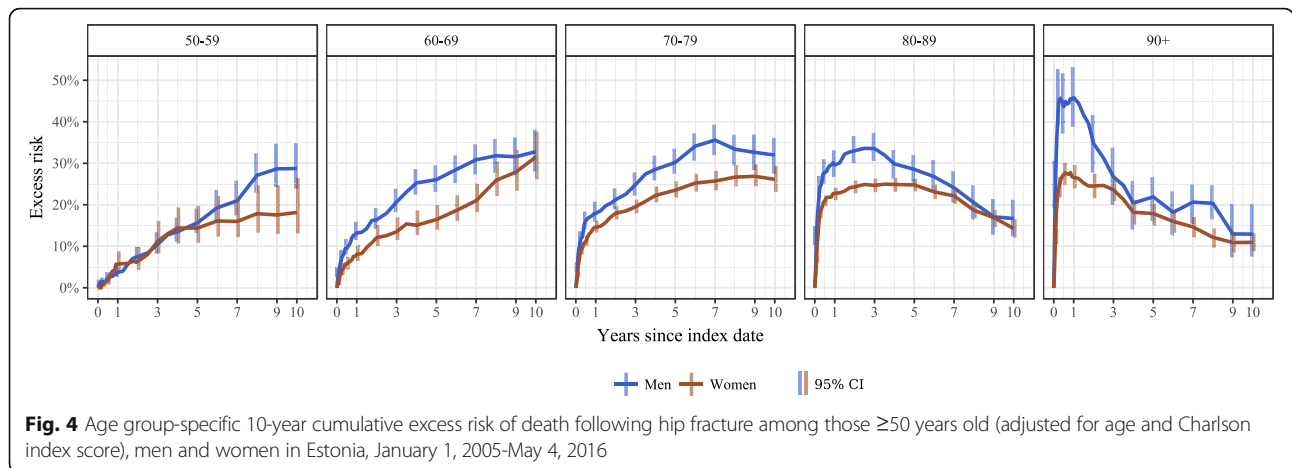 50-59 60-69 70-79 80-89 90+
50%
40%
30%
20%
10%
0%
Excess risk
0 1 3 5 7 9 10 0 1 3 5 7 9 10 0 1 3 5 7 9 10 0 1 3 5 7 9 10 0 1 3 5 7 9 10
Years since index date
Men Women 95% CI
Fig. 4 Age group-specific 10-year cumulative excess risk of death following hip fracture among those ≥50 years old (adjusted for age and Charlson
index score), men and women in Estonia, January 1, 2005-May 4, 2016